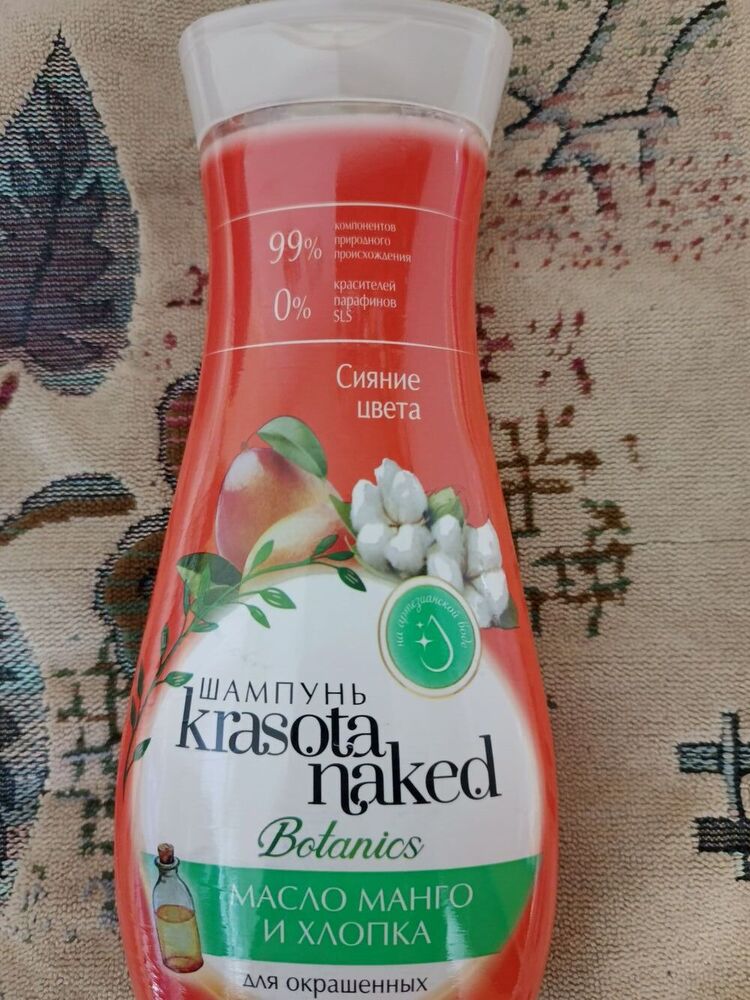 99%
компонентов
природного
происхождения
0%
красителей
парафинов
SLS
Сияние
цвета
на артезианской воде
ШАМПУНЬ
krasota
naked
Botanics
МАСЛО МАНГО
И ХЛОПКА
для окрашенных